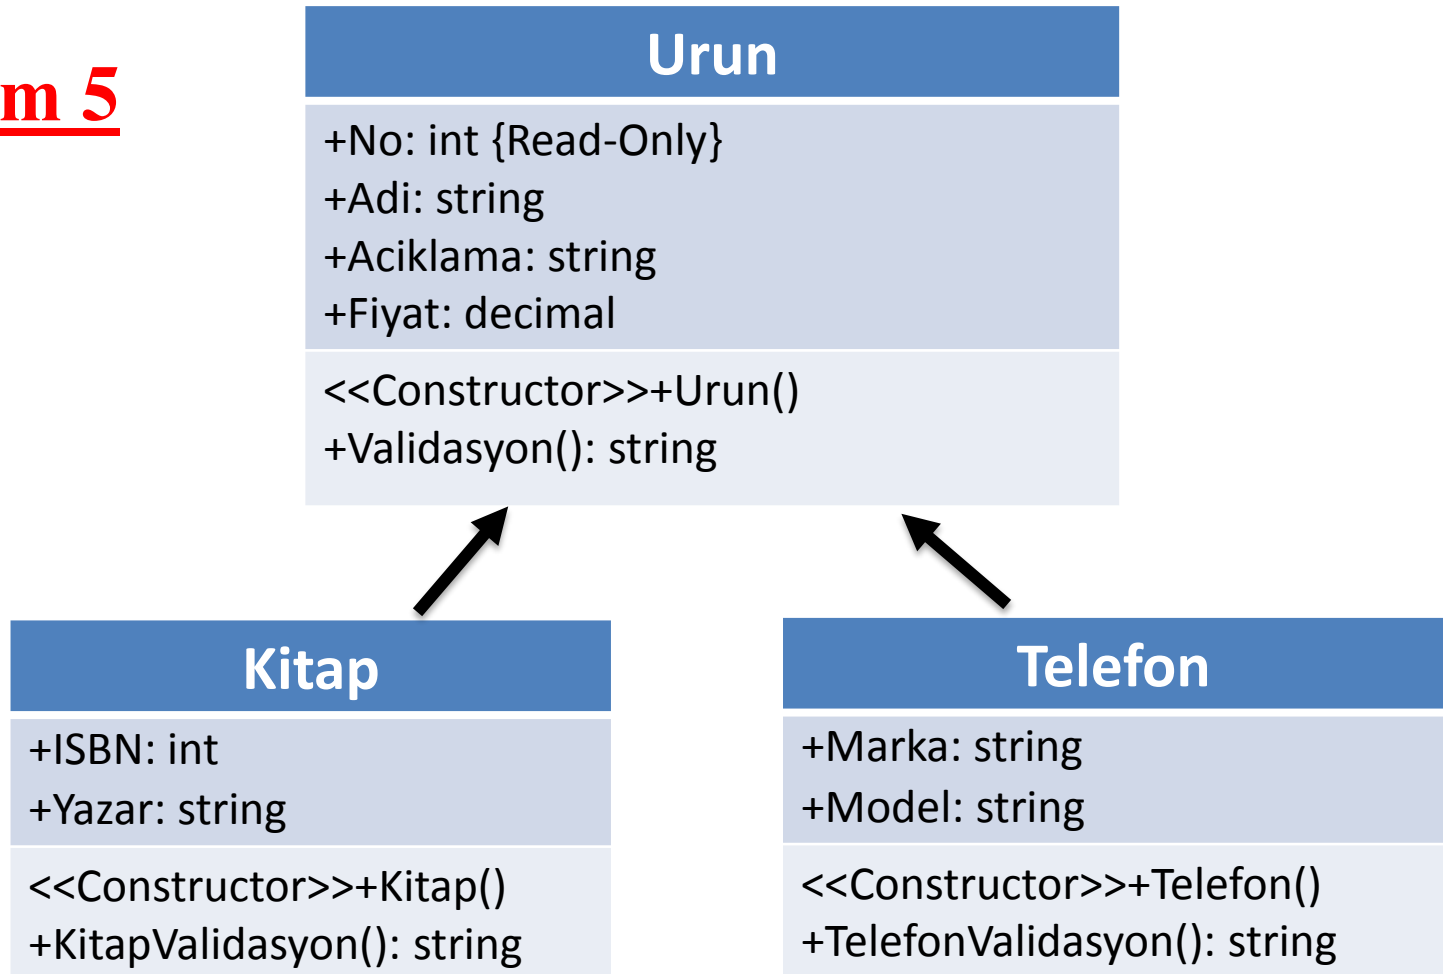 m 5
Urun
+No: int {Read-Only}
+Adi: string
+Aciklama: string
+Fiyat: decimal
<<Constructor>>+Urun()
+Validasyon(): string
Kitap
+ISBN: int
+Yazar: string
<<Constructor>>+Kitap()
+KitapValidasyon(): string
Telefon
+Marka: string
+Model: string
<<Constructor>>+Telefon()
+TelefonValidasyon(): string